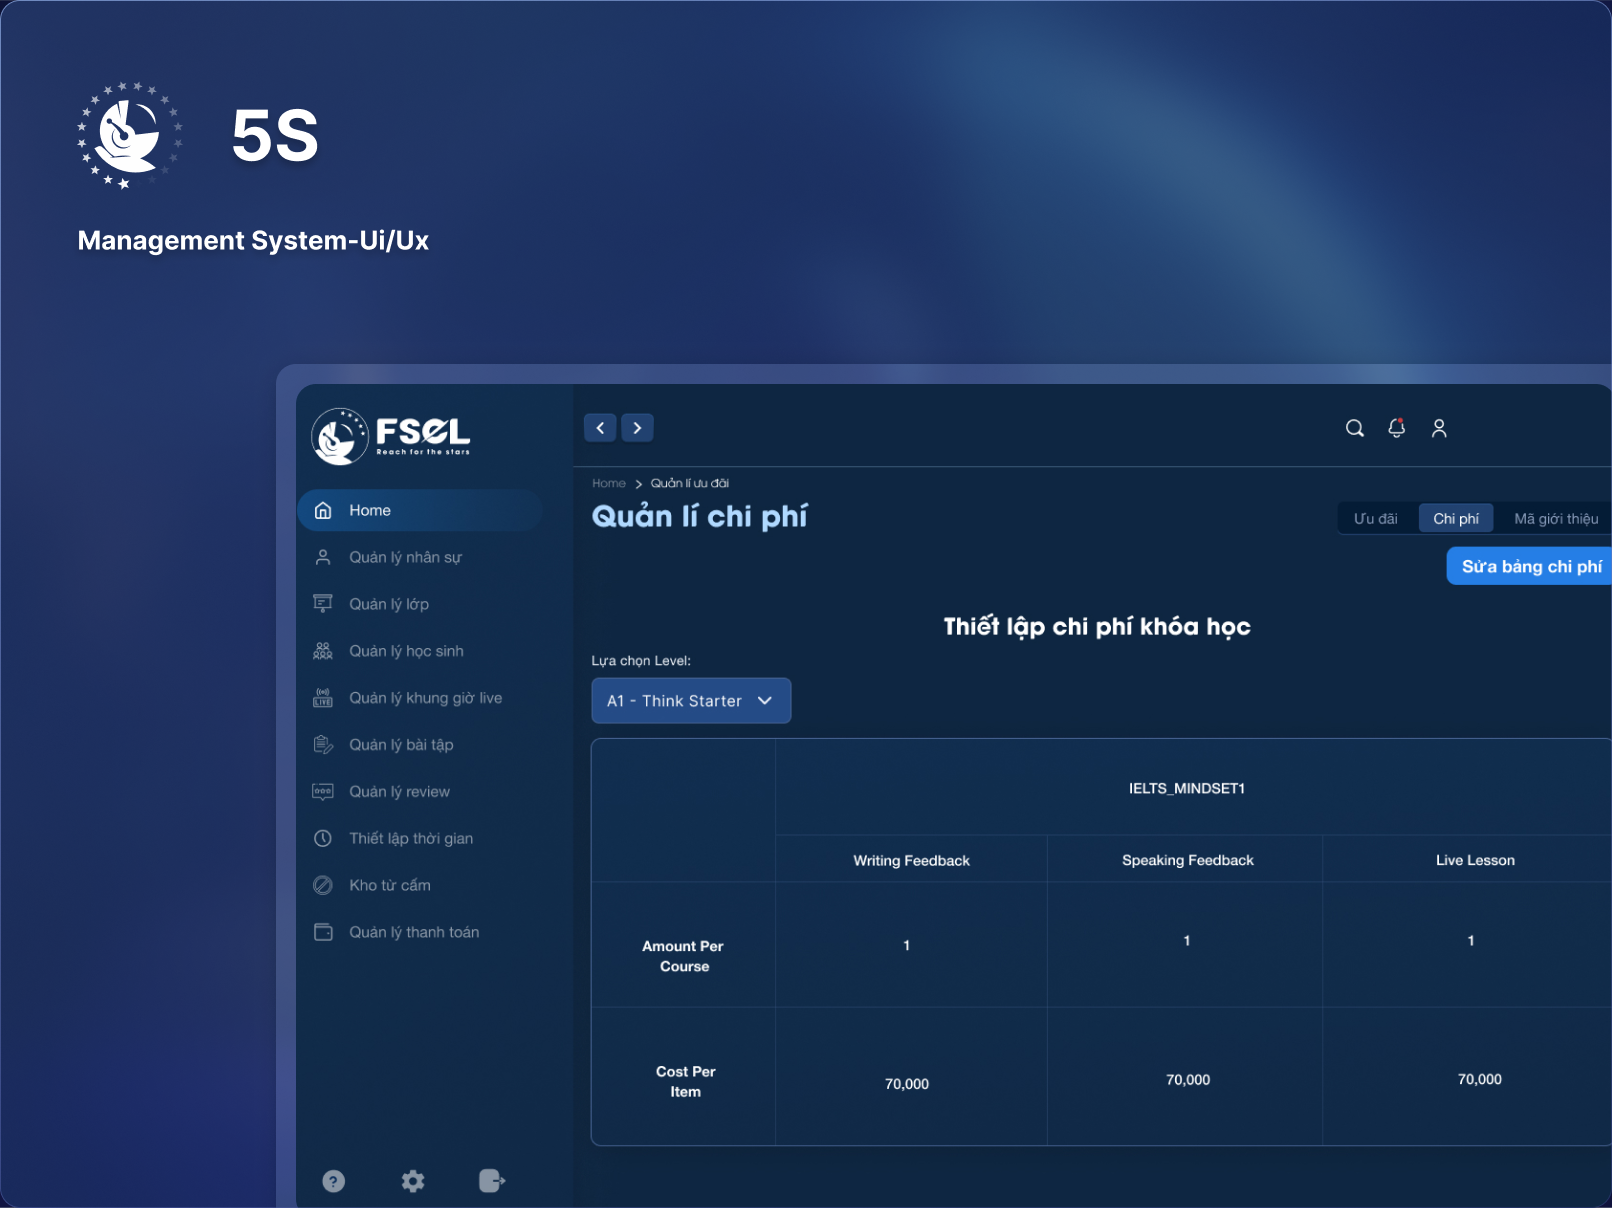 5S
Management System-Ui/Ux
FSEL
Reach for the stars
Home
Quản lý nhân sự
Quản lý lớp
Quản lý học sinh
Quản lý khung giờ live
LIVE
Quản lý bài tập
Quản lý review
Thiết lập thời gian
Kho từ cấm
Quản lý thanh toán
Home > Quản lí ưu đãi
Quản lí chi phí
Ưu đãi Chi phí Mã giới thiệu
Sửa bảng chi phí
Thiết lập chi phí khóa học
Lựa chọn Level:
A1 - Think Starter
IELTS_MINDSET1
Writing Feedback Speaking Feedback Live Lesson
Amount Per
Course
1 1 1
Cost Per
Item
70,000 70,000 70,000
?